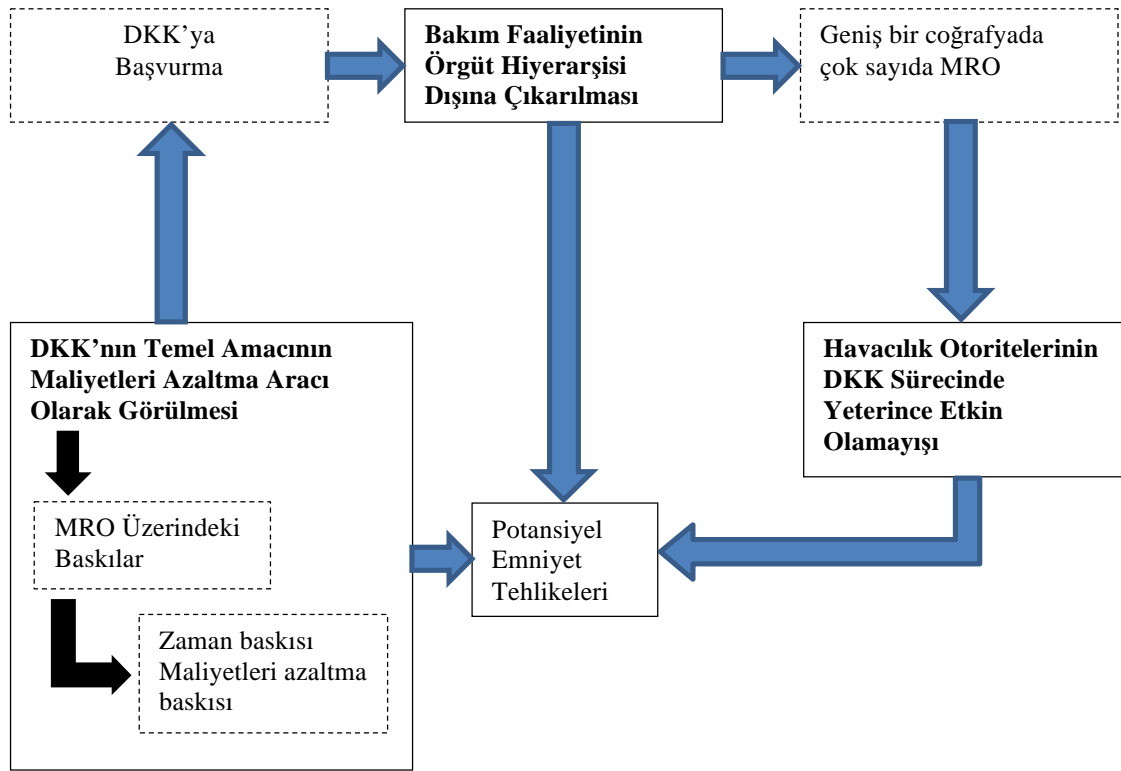 DKK’ya
Başvurma
Bakım Faaliyetinin
Örgüt Hiyerarşisi
Dışına Çıkarılması
Geniş bir coğrafyada
çok sayıda MRO
DKK’nın Temel Amacının
Maliyetleri Azaltma Aracı
Olarak Görülmesi
MRO Üzerindeki
Baskılar
Zaman baskısı
Maliyetleri azaltma
baskısı
Potansiyel
Emniyet
Tehlikeleri
Havacılık Otoritelerinin
DKK Sürecinde
Yeterince Etkin
Olamayışı